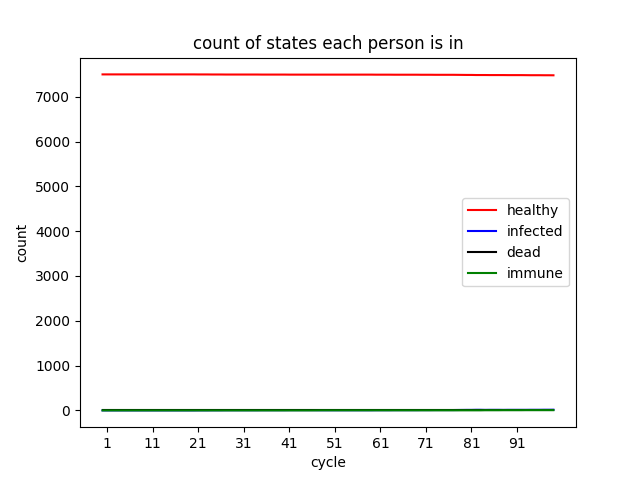 count of states each person is in
7000
6000
5000
4000
3000
2000
1000
0
count
healthy
infected
dead
immune
1 11 21 31 41 51 61 71 81 91
cycle